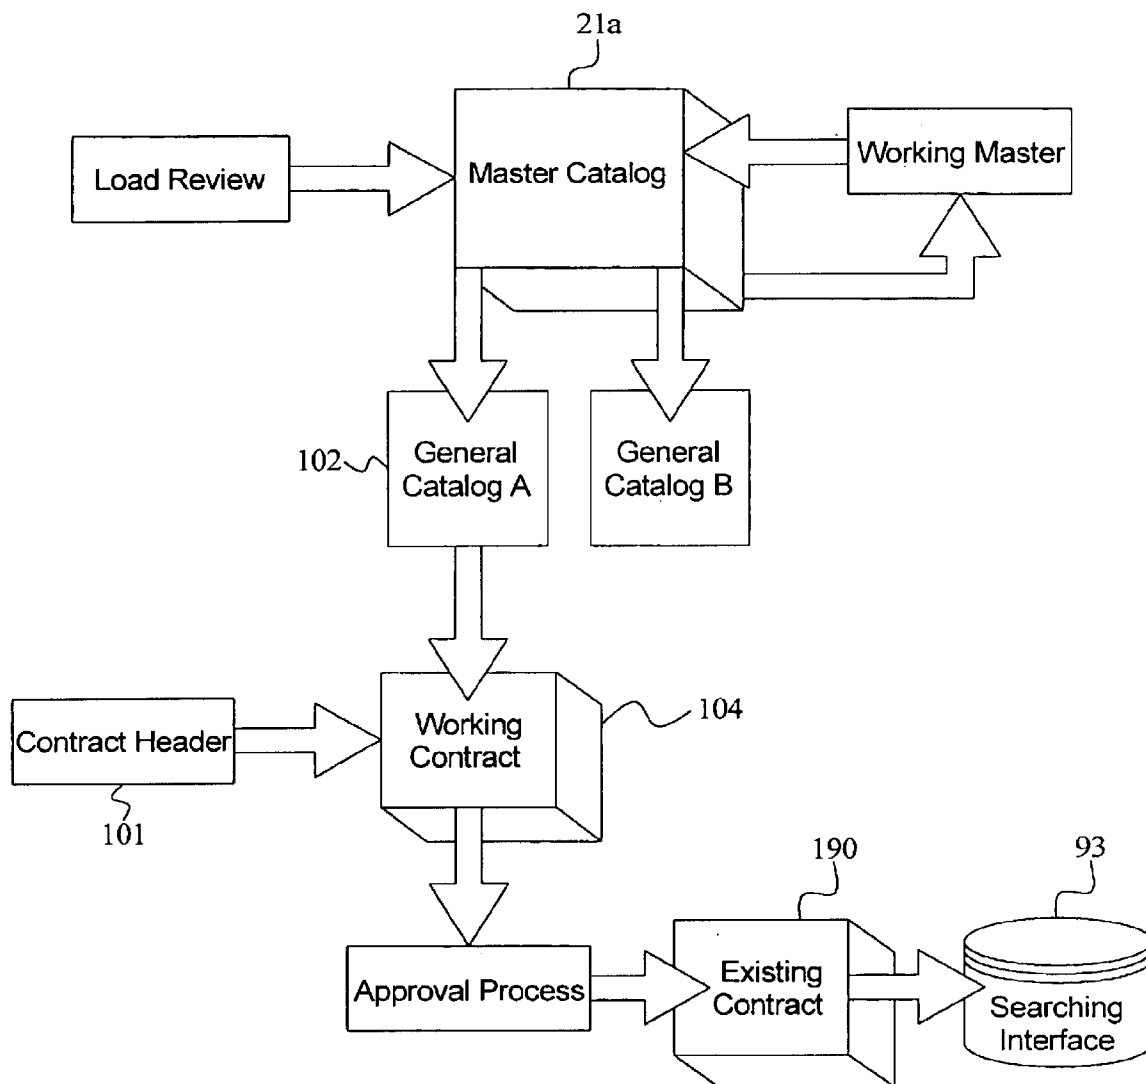 21a
Load Review
Master Catalog
Working Master
102
General
Catalog A
General
Catalog B
Contract Header
101
Working
Contract
104
190
93
Approval Process
Existing
Contract
Searching
Interface